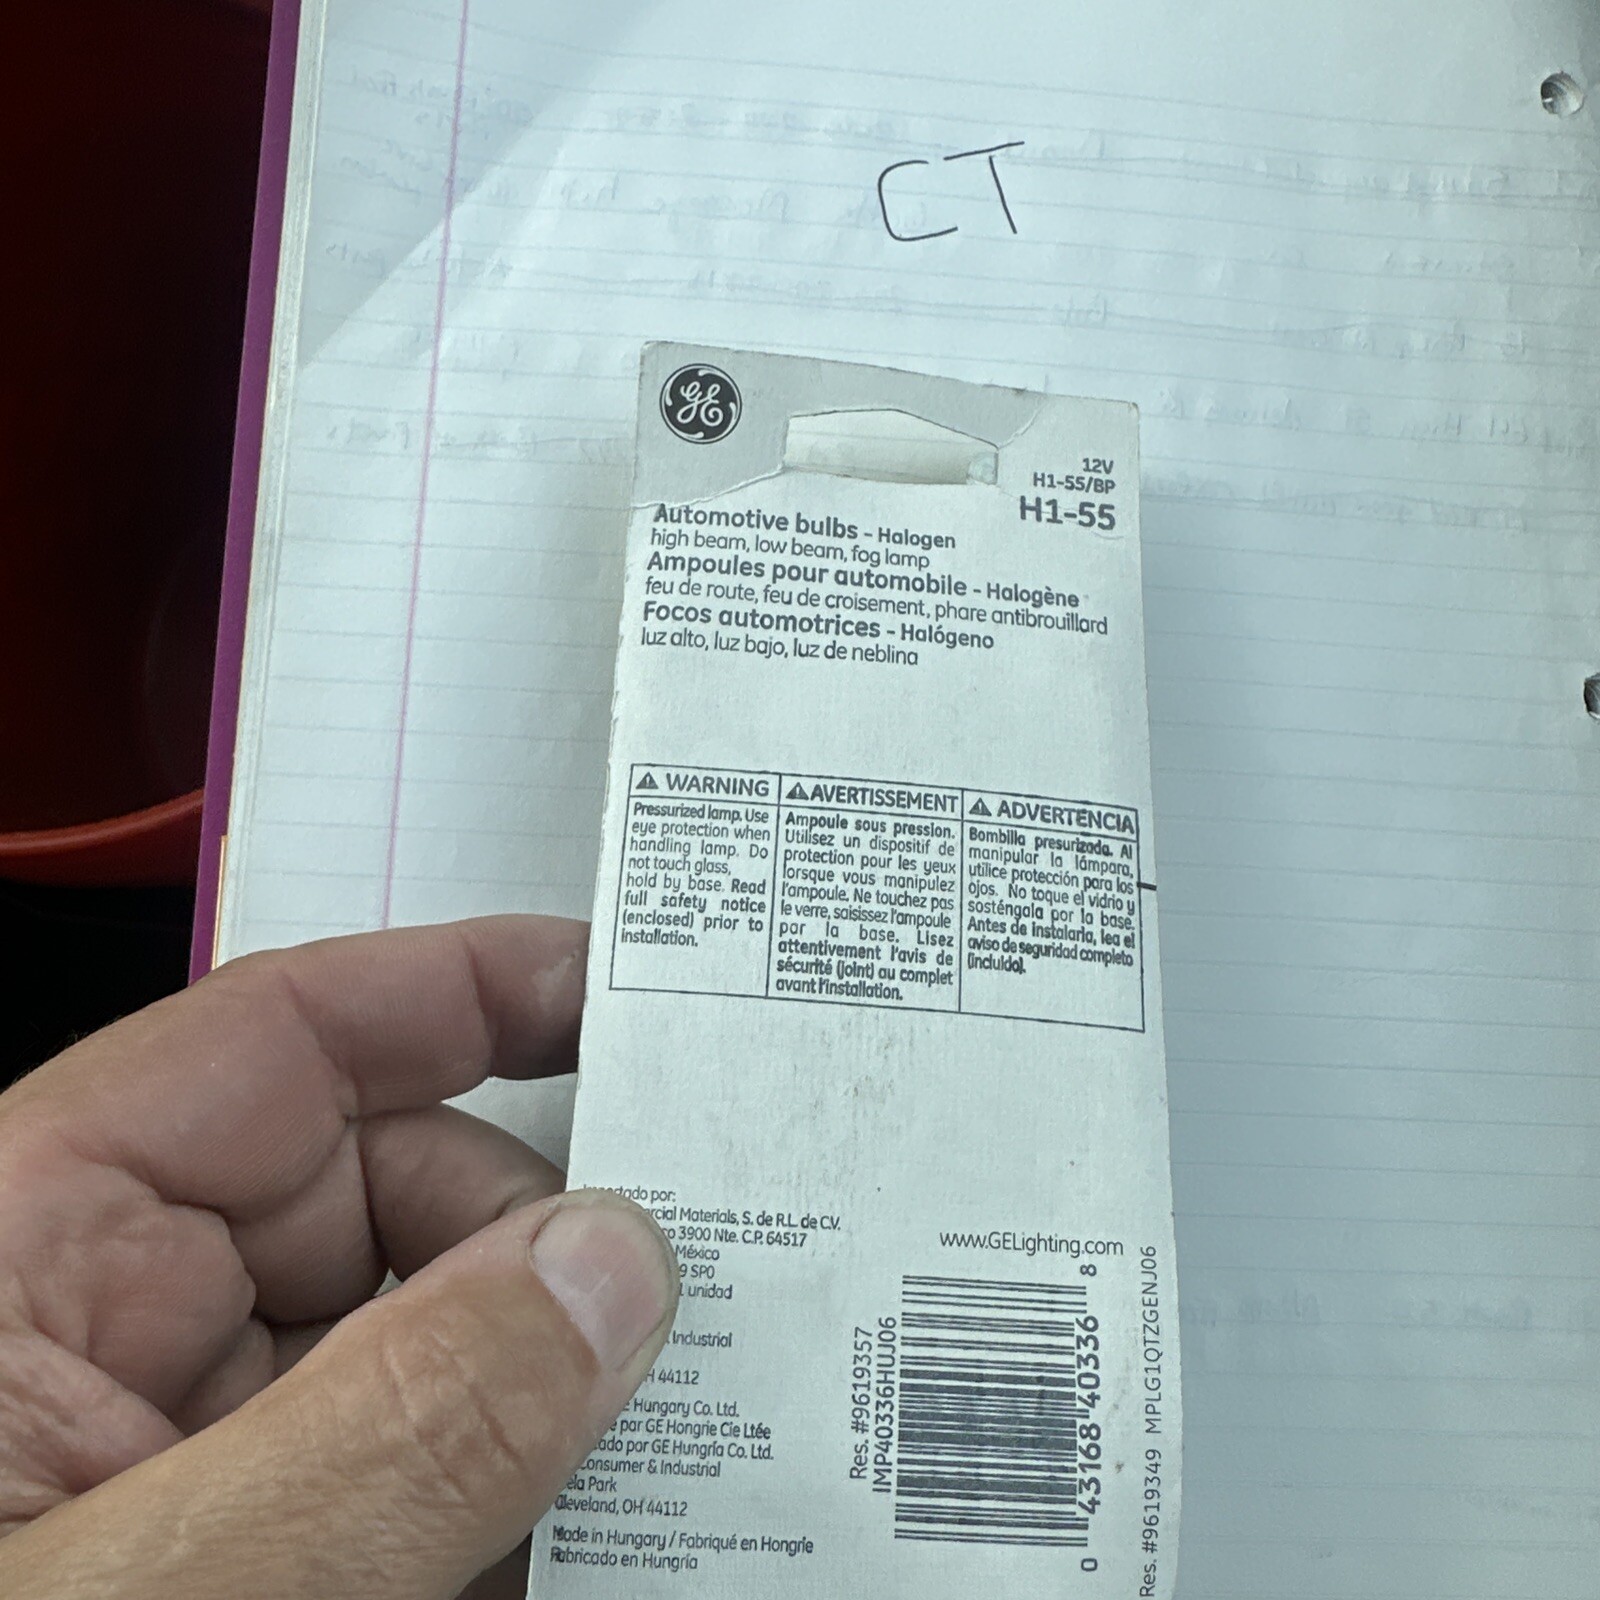 CT
GE
12V
H1-55/BP
H1-55
Automotive bulbs - Halogen
high beam, low beam, fog lamp
Ampoules pour automobile - Halogène
feu de route, feu de croisement, phare antibrouillard
Focos automotrices - Halógeno
luz alto, luz bajo, luz de neblina
WARNING
Pressurized lamp. Use
eye protection when
handling lamp. Do
not touch glass,
hold by base. Read
full safety notice
(enclosed) prior to
installation.
AVERTISSEMENT
Ampoule sous pression.
Utilisez un dispositif de
protection pour les yeux
lorsque vous manipulez
l'ampoule. Ne touchez pas
le verre, saisissez l'ampoule
par la base. Lisez
attentivement l'avis de
sécurité (joint) au complet
avant l'installation.
ADVERTENCIA
Bombilla presurizada. Al
manipular la lámpara,
utilice protección para los
ojos. No toque el vidrio y
sosténgala por la base.
Antes de instalarla, lea el
aviso de seguridad completo
(incluido).
por:
Materials, S. de R.L. de C.V.
3900 Nte. C.P. 64517
México
9 SP0
1 unidad
Industrial
44112
Hungary Co. Ltd.
par GE Hongrie Cie Ltée
por GE Hungría Co. Ltd.
Consumer & Industrial
Park
Cleveland, OH 44112
Made in Hungary / Fabriqué en Hongrie
Fabricado en Hungría
www.GELighting.com
Res. #9619357
IMP40336HUJ06
0 43168 40336 8
Res. #9619349 MPLG1QTZGENJ06